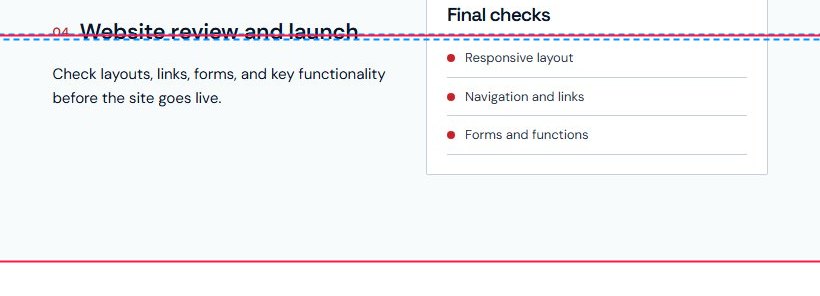 04 Website review and launch
Check layouts, links, forms, and key functionality
before the site goes live.
Final checks
Responsive layout
Navigation and links
Forms and functions